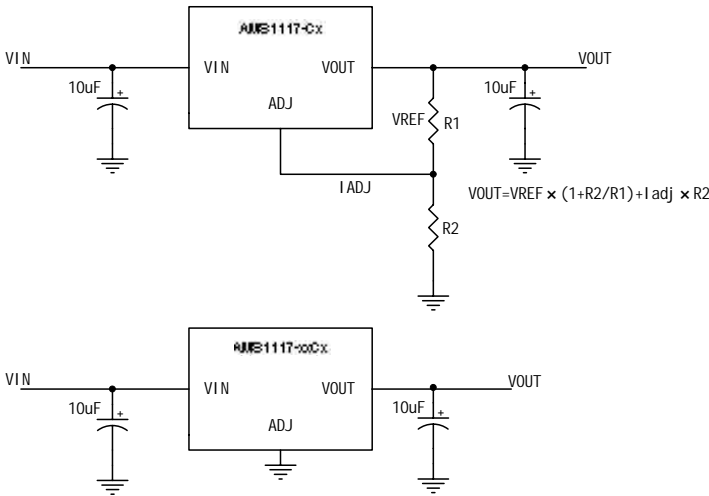 AMS1117-Cx
VIN
VIN
VOUT
VOUT
10uF
+
10uF
+
ADJ
VREF
R1
IADJ
VOUT=VREF × (1+R2/R1)+Iadj × R2
R2
AMS1117-xxCx
VIN
VIN
VOUT
VOUT
10uF
+
10uF
+
ADJ